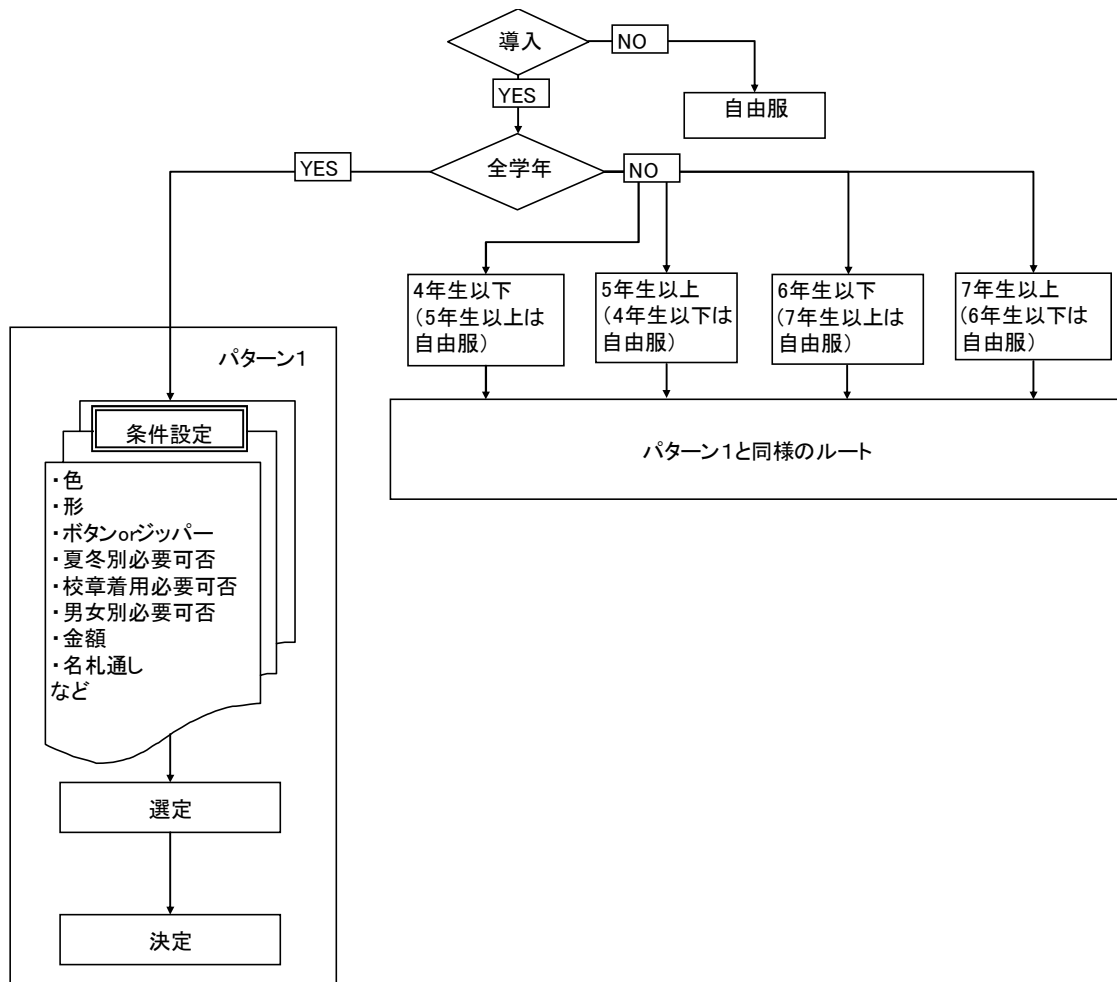 導入
NO
YES
自由服
YES
全学年
NO
4年生以下
(5年生以上は
自由服)
5年生以上
(4年生以下は
自由服)
6年生以下
(7年生以上は
自由服)
7年生以上
(6年生以下は
自由服)
パターン1
条件設定
・色
・形
・ボタンorジッパー
・夏冬別必要可否
・校章着用必要可否
・男女別必要可否
・金額
・名札通し
など
パターン1と同様のルート
選定
決定